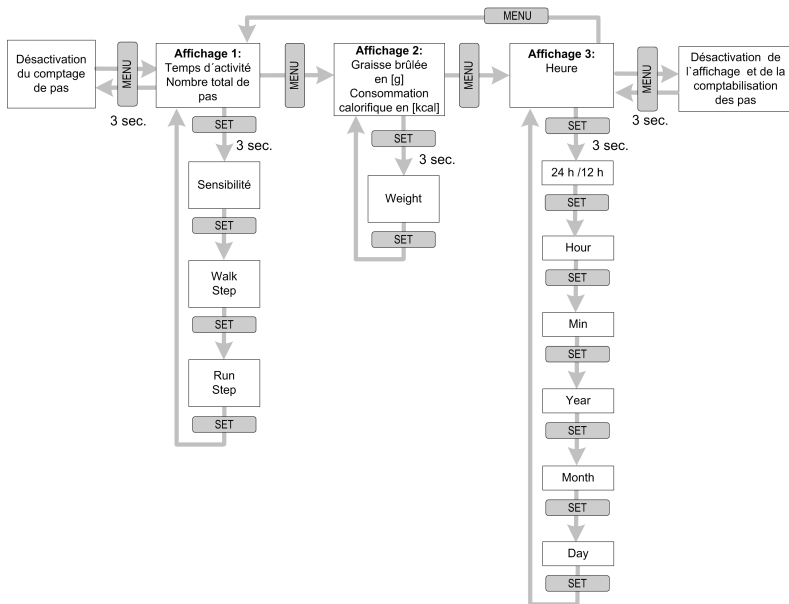 MENU
Désactivation
du comptage
de pas
MENU
3 sec.
Affichage 1:
Temps d´activité
Nombre total de
pas
MENU
Affichage 2:
Graisse brûlée
en [g]
Consommation
calorifique en [kcal]
MENU
Affichage 3:
Heure
MENU
3 sec.
Désactivation de
l`affichage et de la
comptabilisation
des pas
SET
3 sec.
Sensibilité
SET
Walk
Step
SET
Run
Step
SET
SET
3 sec.
Weight
SET
SET
3 sec.
24 h /12 h
SET
Hour
SET
Min
SET
Year
SET
Month
SET
Day
SET